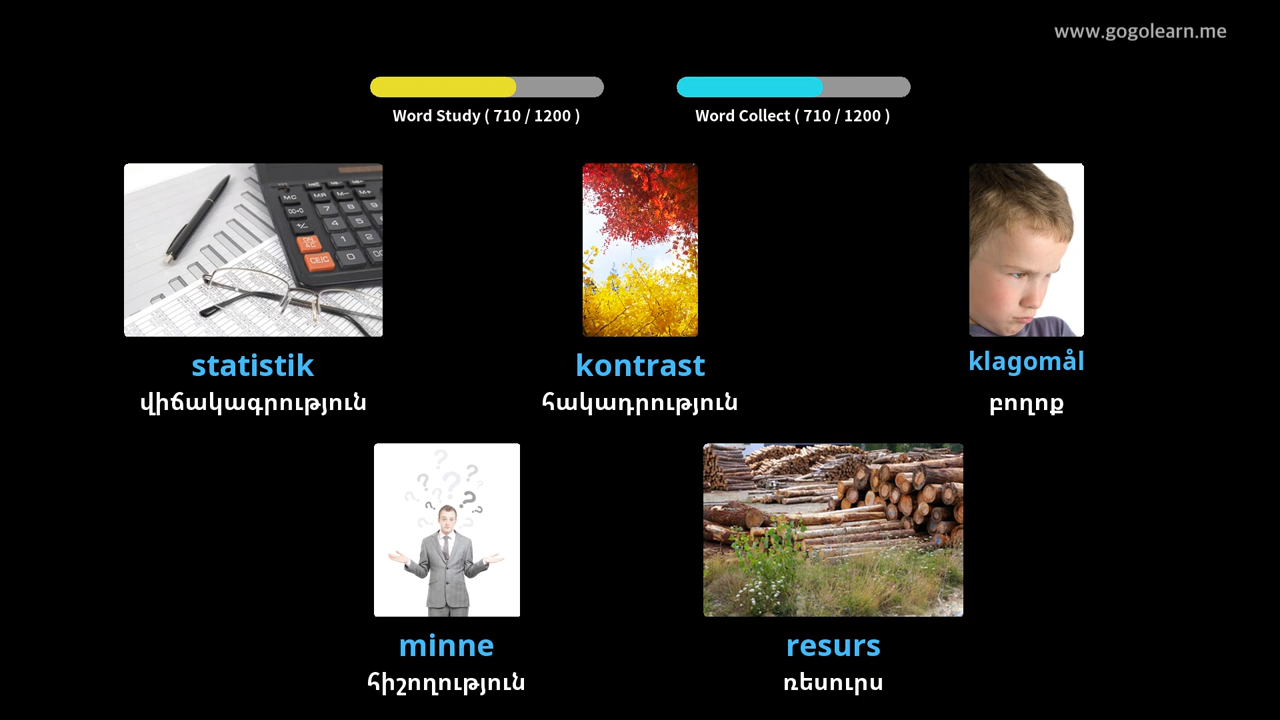 www.gogolearn.me
Word Study ( 710 / 1200 )
Word Collect ( 710 / 1200 )
statistik
վիճակագրություն
kontrast
հակադրություն
klagomål
բողոք
minne
հիշողություն
resurs
ռեսուրս